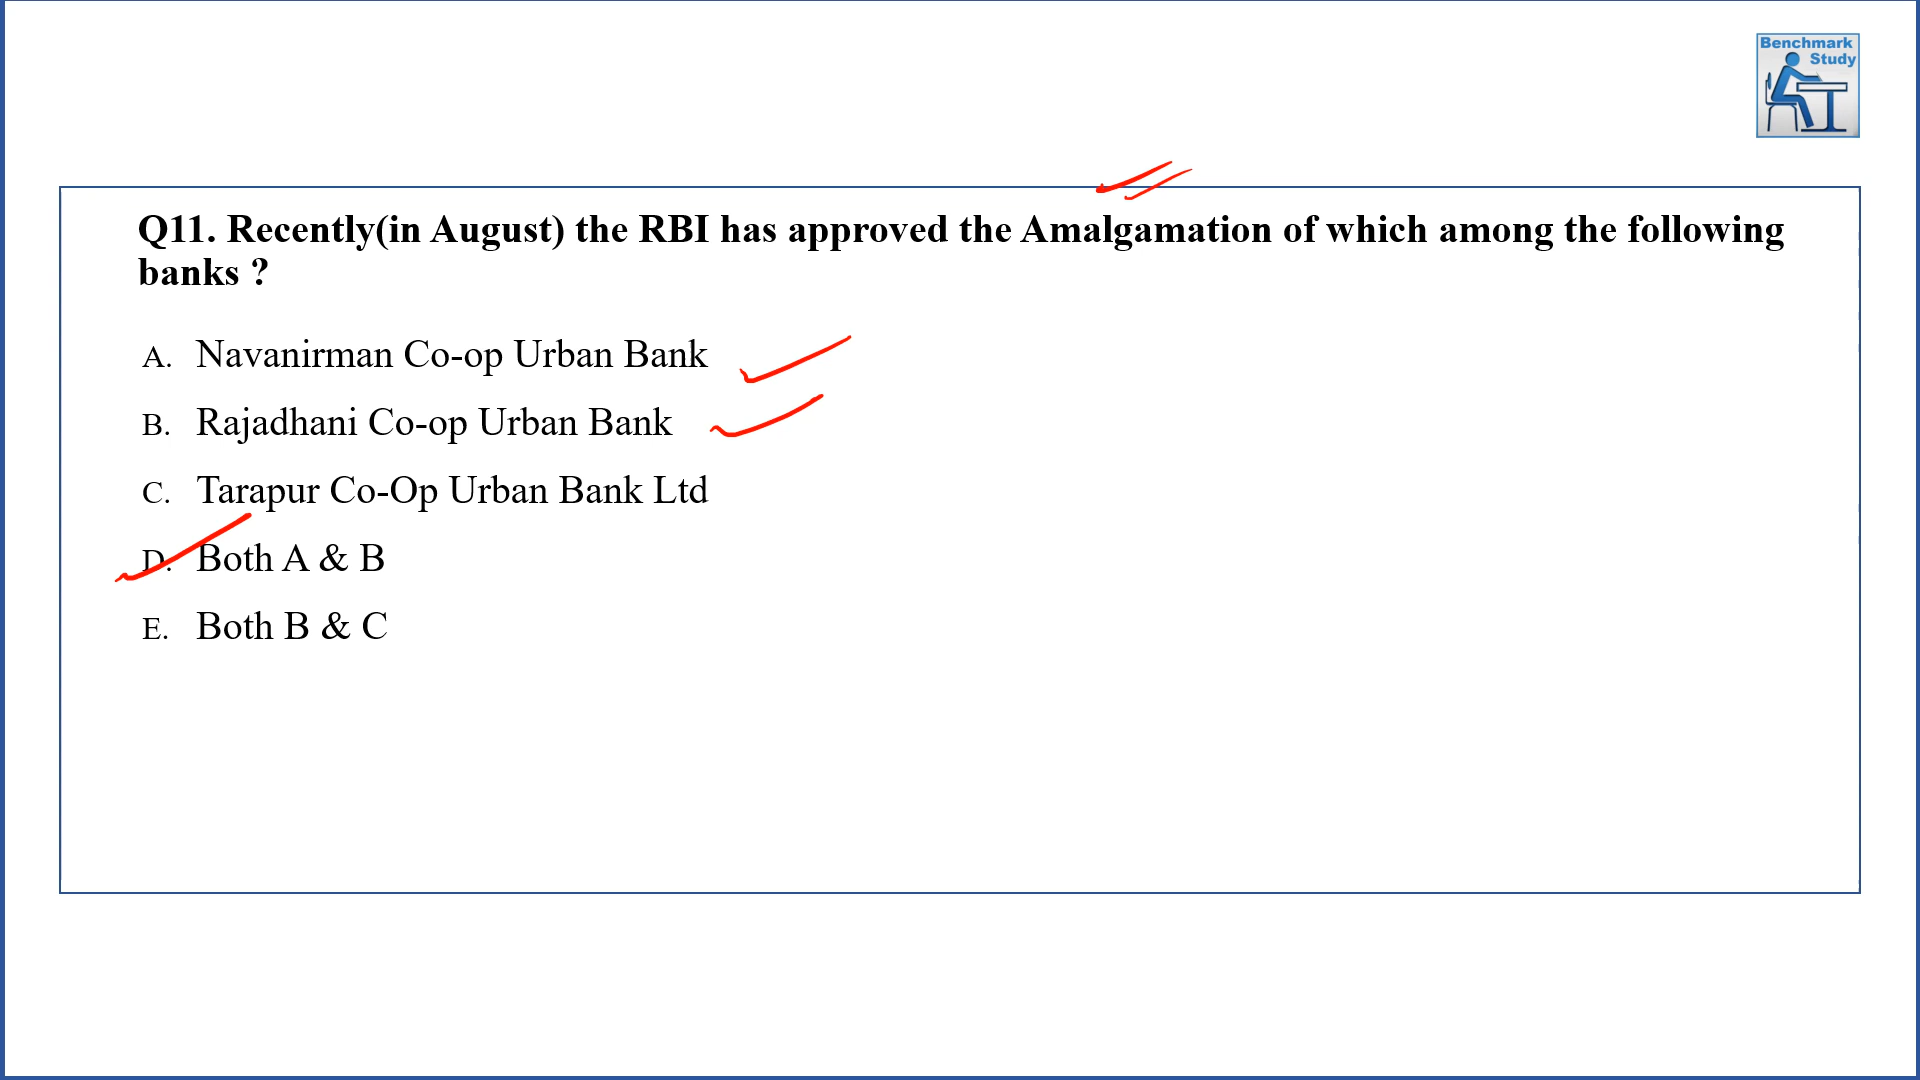 Benchmark
Study
Q11. Recently(in August) the RBI has approved the Amalgamation of which among the following
banks ?
A. Navanirman Co-op Urban Bank
B. Rajadhani Co-op Urban Bank
C. Tarapur Co-Op Urban Bank Ltd
D. Both A & B
E. Both B & C